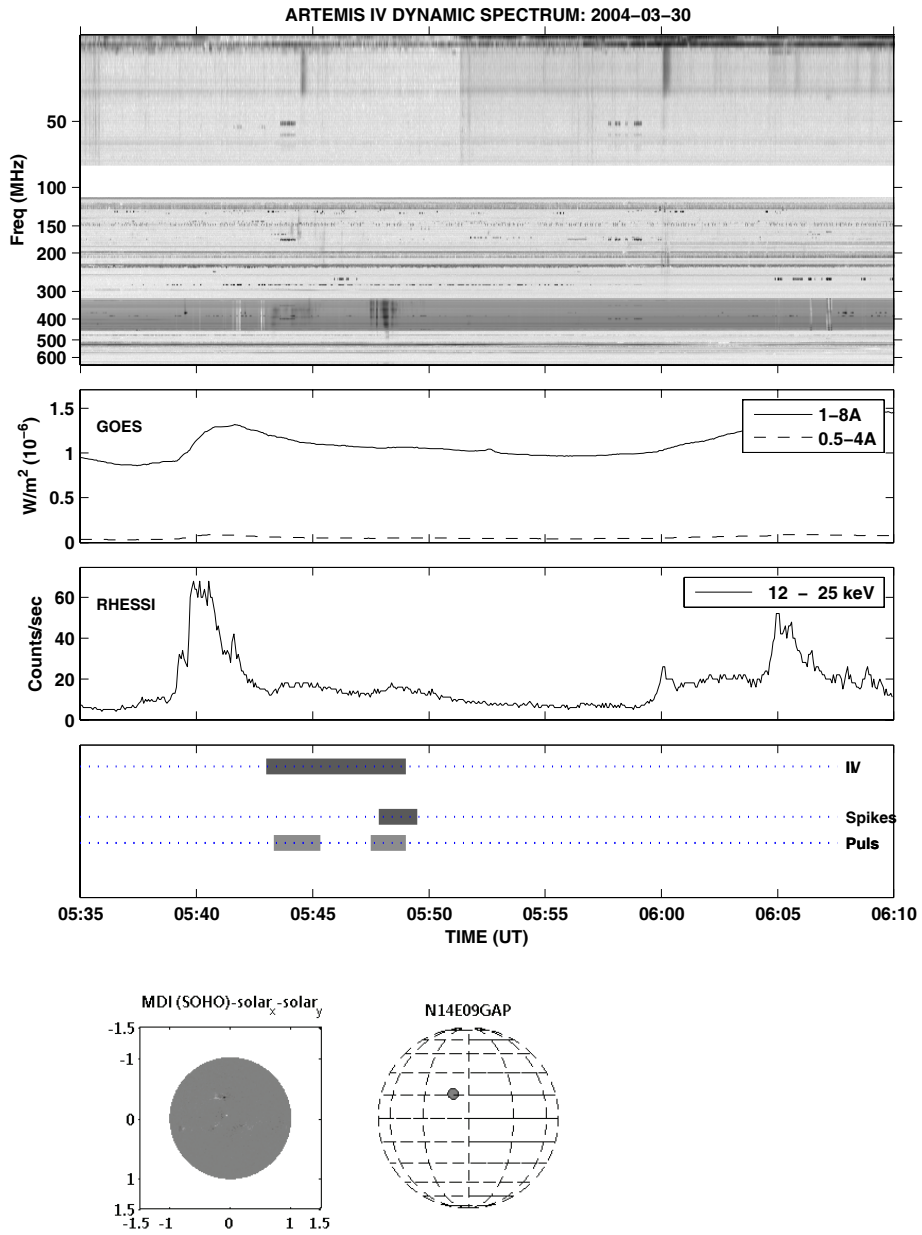 ARTEMIS IV DYNAMIC SPECTRUM: 2004−03−30
Freq (MHz)
50
100
150
200
300
400
500
600
W/m2 (10−6)
1.5
1
0.5
0
GOES
1−8A
0.5−4A
Counts/sec
60
40
20
0
RHESSI
12 − 25 keV
IV
Spikes
Puls
05:35 05:40 05:45 05:50 05:55 06:00 06:05 06:10
TIME (UT)
MDI (SOHO)-solarx-solary
-1.5
-1
0
1
1.5
-1.5 -1 0 1 1.5
N14E09GAP